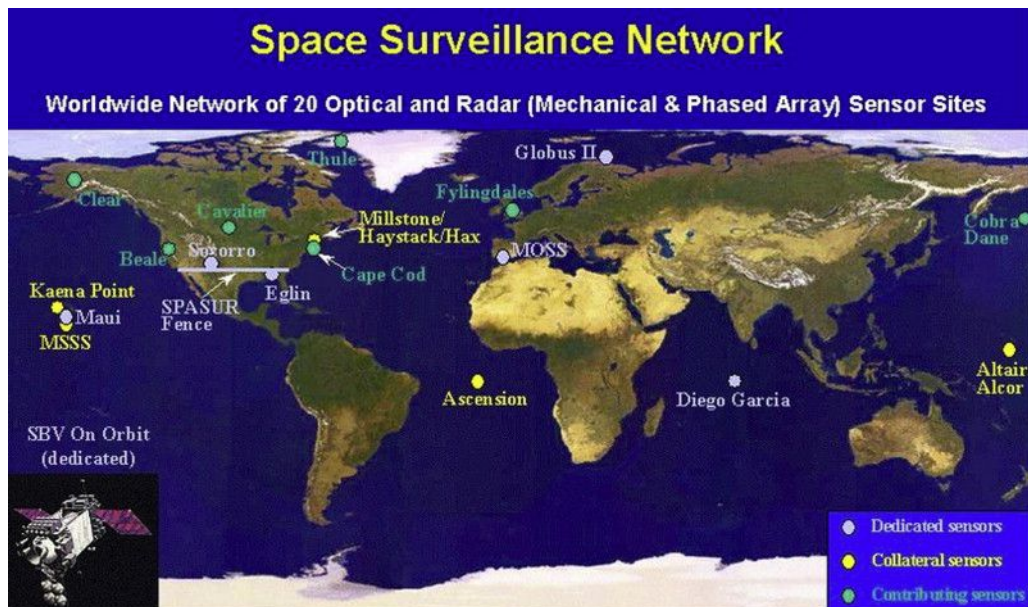 Space Surveillance Network
Worldwide Network of 20 Optical and Radar (Mechanical & Phased Array) Sensor Sites
Thule
Globus II
Clear
Fylingdales
Cavalier
Millstone/
Haystack/Hax
Cobra
Dane
Beale
Socorro
MOSS
Cape Cod
Eglin
Kaena Point
SPASUR
Fence
Maui
MSSS
Altair
Alcor
Ascension
Diego Garcia
SBV On Orbit
(dedicated)
Dedicated sensors
Collateral sensors
Contributing sensors